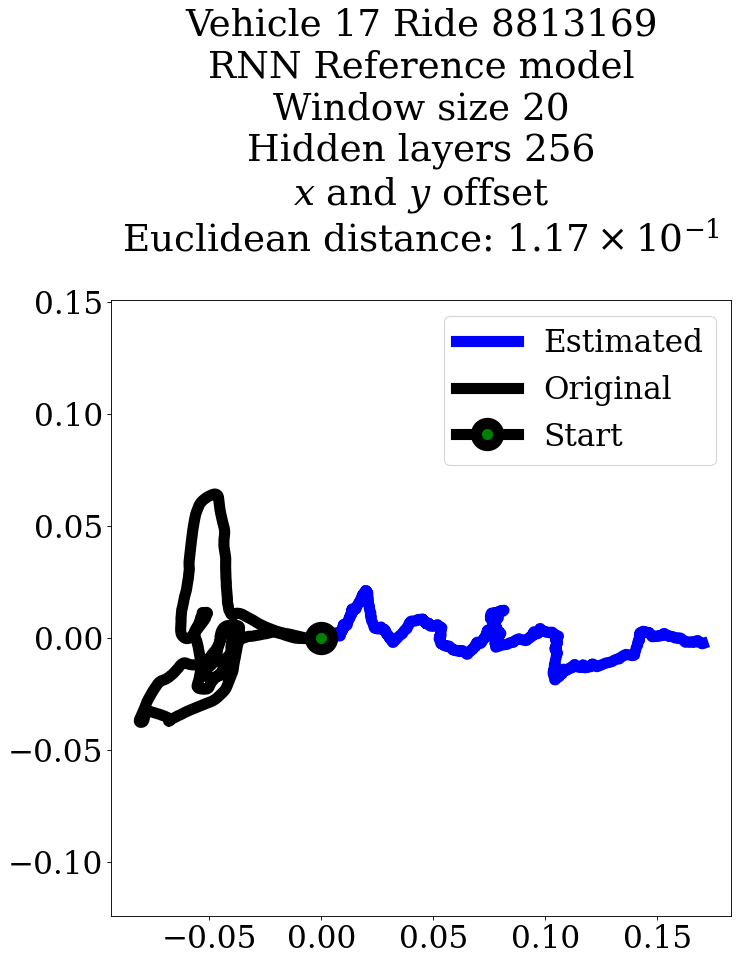 Vehicle 17 Ride 8813169
RNN Reference model
Window size 20
Hidden layers 256
x and y offset
Euclidean distance: 1.17 × 10⁻¹
0.15
0.10
0.05
0.00
−0.05
−0.10
Estimated
Original
Start
−0.05 0.00 0.05 0.10 0.15